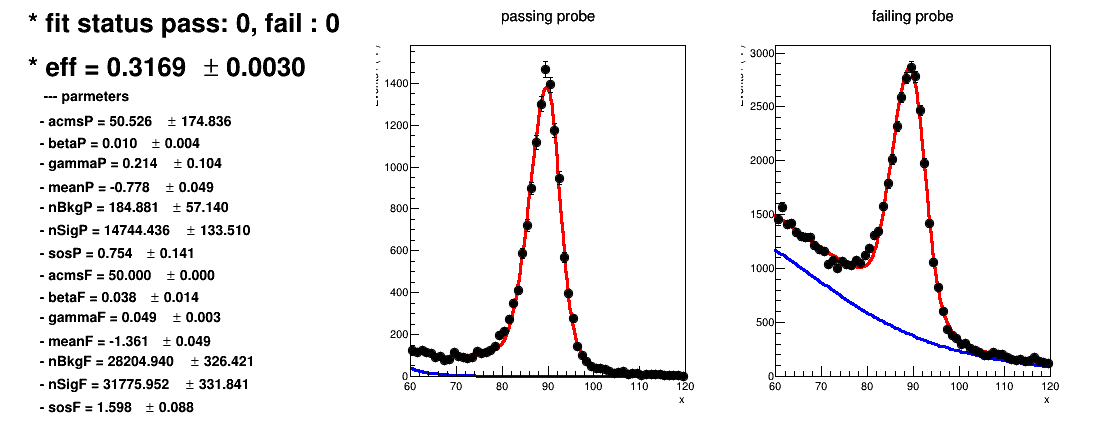 * fit status pass: 0, fail : 0
* eff = 0.3169 ± 0.0030
--- parmeters
- acmsP = 50.526 ± 174.836
- betaP = 0.010 ± 0.004
- gammaP = 0.214 ± 0.104
- meanP = -0.778 ± 0.049
- nBkgP = 184.881 ± 57.140
- nSigP = 14744.436 ± 133.510
- sosP = 0.754 ± 0.141
- acmsF = 50.000 ± 0.000
- betaF = 0.038 ± 0.014
- gammaF = 0.049 ± 0.003
- meanF = -1.361 ± 0.049
- nBkgF = 28204.940 ± 326.421
- nSigF = 31775.952 ± 331.841
- sosF = 1.598 ± 0.088
passing probe
1400
1200
1000
800
600
400
200
0
60 70 80 90 100 110 120
x
failing probe
3000
2500
2000
1500
1000
500
0
60 70 80 90 100 110 120
x